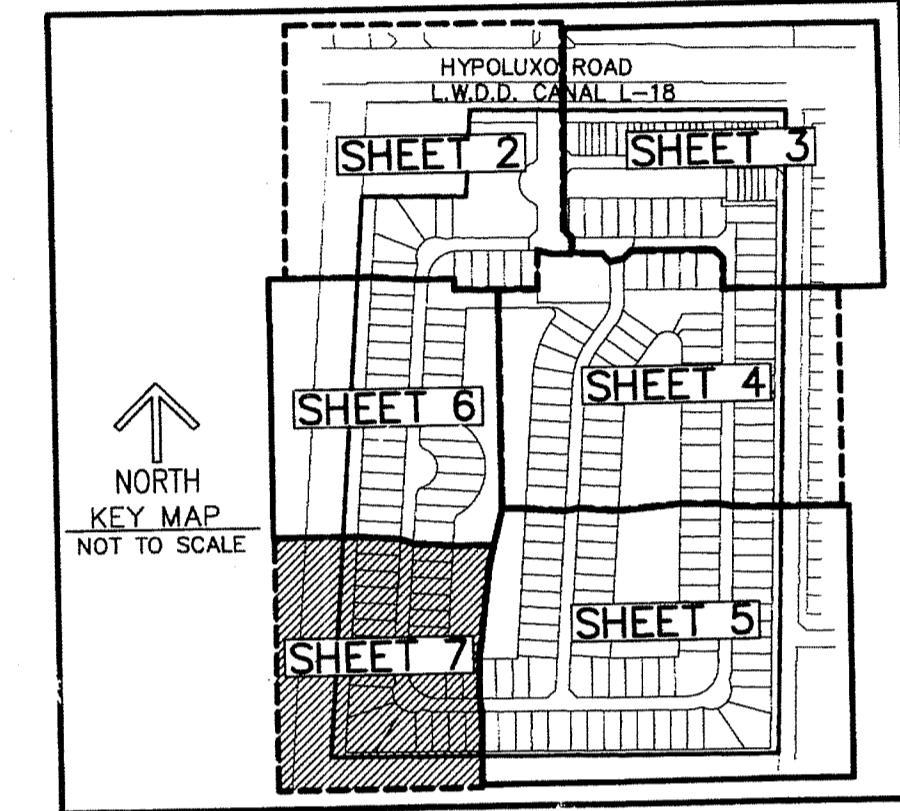 HYPOLUXO ROAD
L.W.D.D. CANAL L-18
SHEET 2
SHEET 3
SHEET 4
SHEET 6
NORTH
KEY MAP
NOT TO SCALE
SHEET 5
SHEET 7